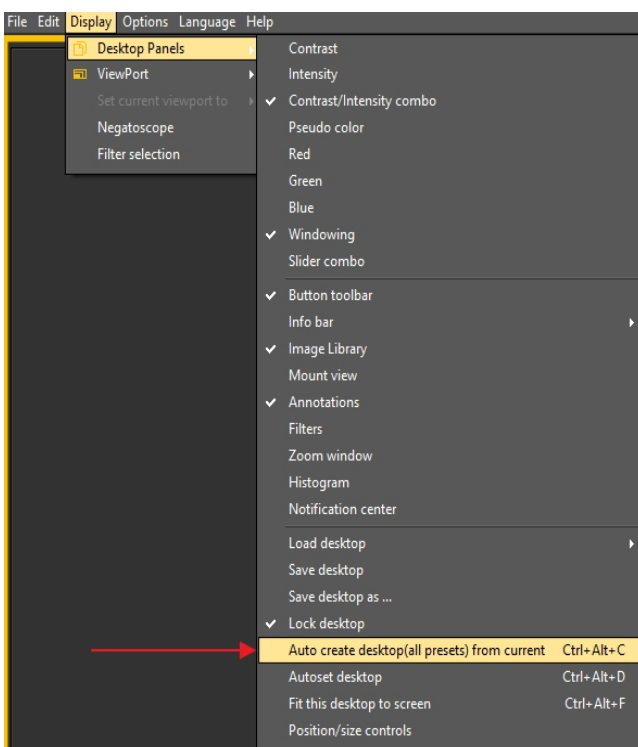 File Edit Display Options Language Help
Desktop Panels
ViewPort
Set current viewport to
Negatoscope
Filter selection
Contrast
Intensity
Contrast/Intensity combo
Pseudo color
Red
Green
Blue
Windowing
Slider combo
Button toolbar
Info bar
Image Library
Mount view
Annotations
Filters
Zoom window
Histogram
Notification center
Load desktop
Save desktop
Save desktop as ...
Lock desktop
Auto create desktop(all presets) from current Ctrl+Alt+C
Autoset desktop Ctrl+Alt+D
Fit this desktop to screen Ctrl+Alt+F
Position/size controls